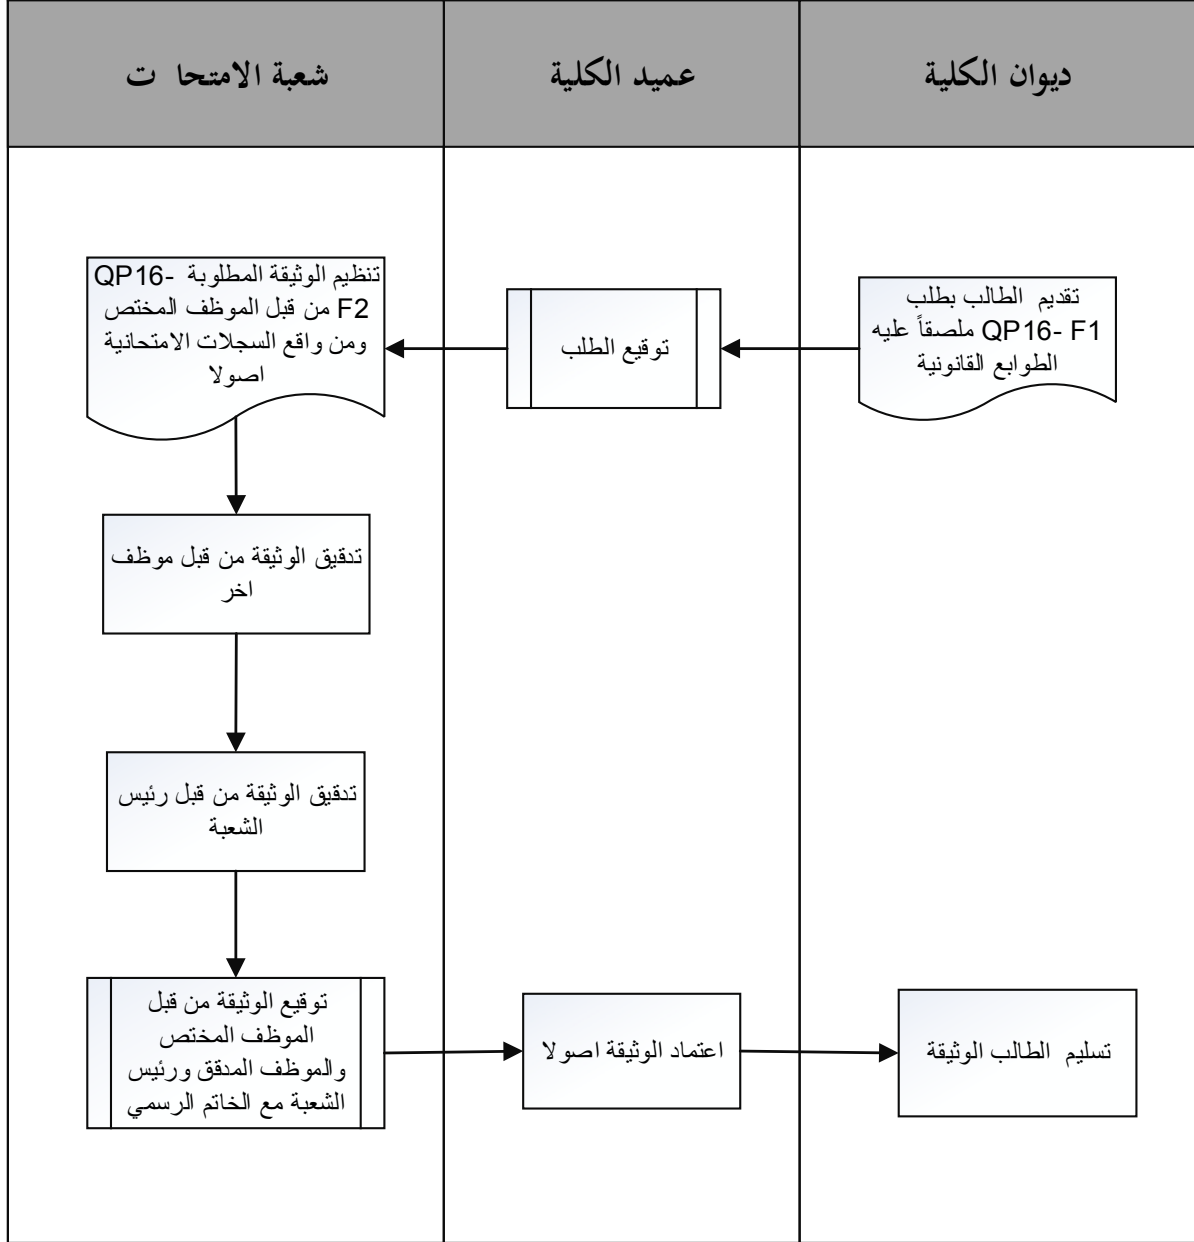 ديوان الكلية
عميد الكلية
شعبة الامتحا ت
تقديم الطالب بطلب
QP16- F1 ملصقاً عليه
الطوابع القانونية
توقيع الطلب
تنظيم الوثيقة المطلوبة QP16-
F2 من قبل الموظف المختص
ومن واقع السجلات الامتحانية
اصولا
تدقيق الوثيقة من قبل موظف
اخر
تدقيق الوثيقة من قبل رئيس
الشعبة
توقيع الوثيقة من قبل
الموظف المختص
والموظف المدقق ورئيس
الشعبة مع الخاتم الرسمي
اعتماد الوثيقة اصولا
تسليم الطالب الوثيقة